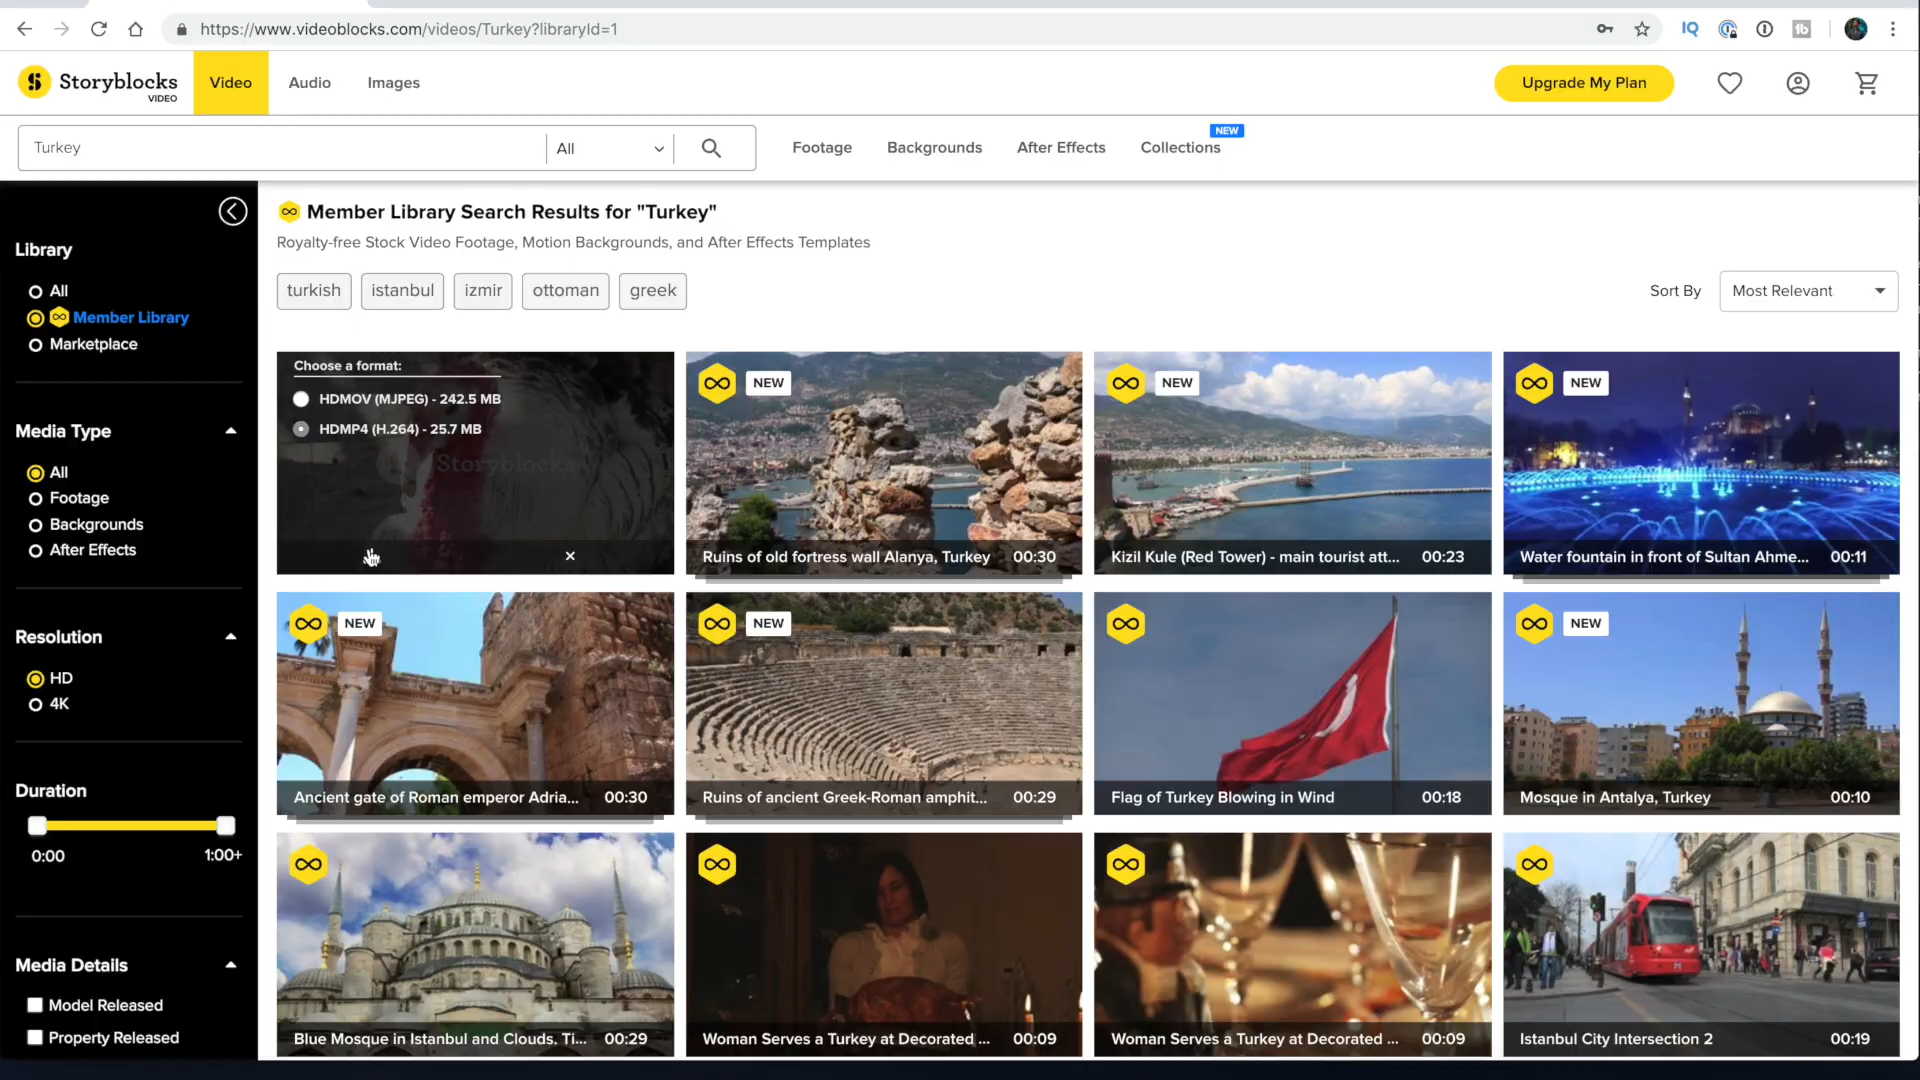 https://www.videoblocks.com/videos/Turkey?libraryId=1
IQ
Storyblocks
VIDEO
Video
Audio
Images
Upgrade My Plan
Turkey
All
Footage
Backgrounds
After Effects
Collections
NEW
Library
All
Member Library
Marketplace
Media Type
All
Footage
Backgrounds
After Effects
Resolution
HD
4K
Duration
0:00
1:00+
Media Details
Model Released
Property Released
Member Library Search Results for "Turkey"
Royalty-free Stock Video Footage, Motion Backgrounds, and After Effects Templates
turkish
istanbul
izmir
ottoman
greek
Sort By
Most Relevant
Choose a format:
HDMOV (MJPEG) - 242.5 MB
HDMP4 (H.264) - 25.7 MB
Storyblocks
NEW
Ruins of old fortress wall Alanya, Turkey 00:30
NEW
Kizil Kule (Red Tower) - main tourist att... 00:23
NEW
Water fountain in front of Sultan Ahme... 00:11
NEW
Ancient gate of Roman emperor Adria... 00:30
NEW
Ruins of ancient Greek-Roman amphit... 00:29
Flag of Turkey Blowing in Wind 00:18
NEW
Mosque in Antalya, Turkey 00:10
Blue Mosque in Istanbul and Clouds. Ti... 00:29
Woman Serves a Turkey at Decorated ... 00:09
Woman Serves a Turkey at Decorated ... 00:09
Istanbul City Intersection 2 00:19